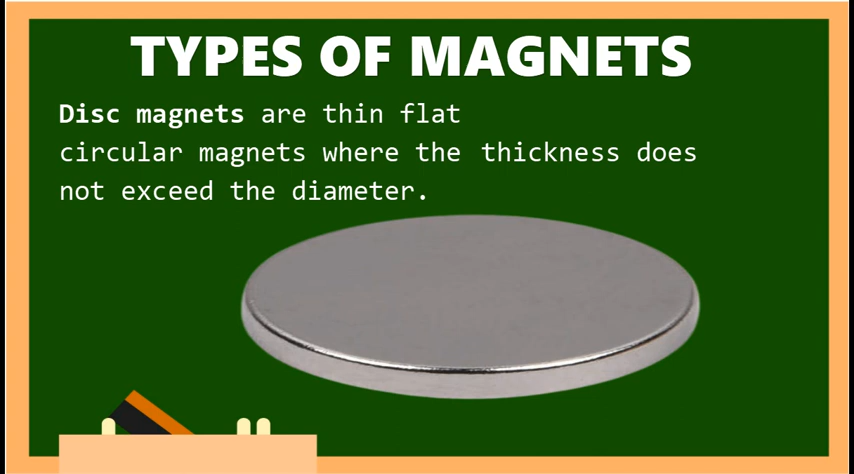 TYPES OF MAGNETS
Disc magnets are thin flat
circular magnets where the thickness does
not exceed the diameter.